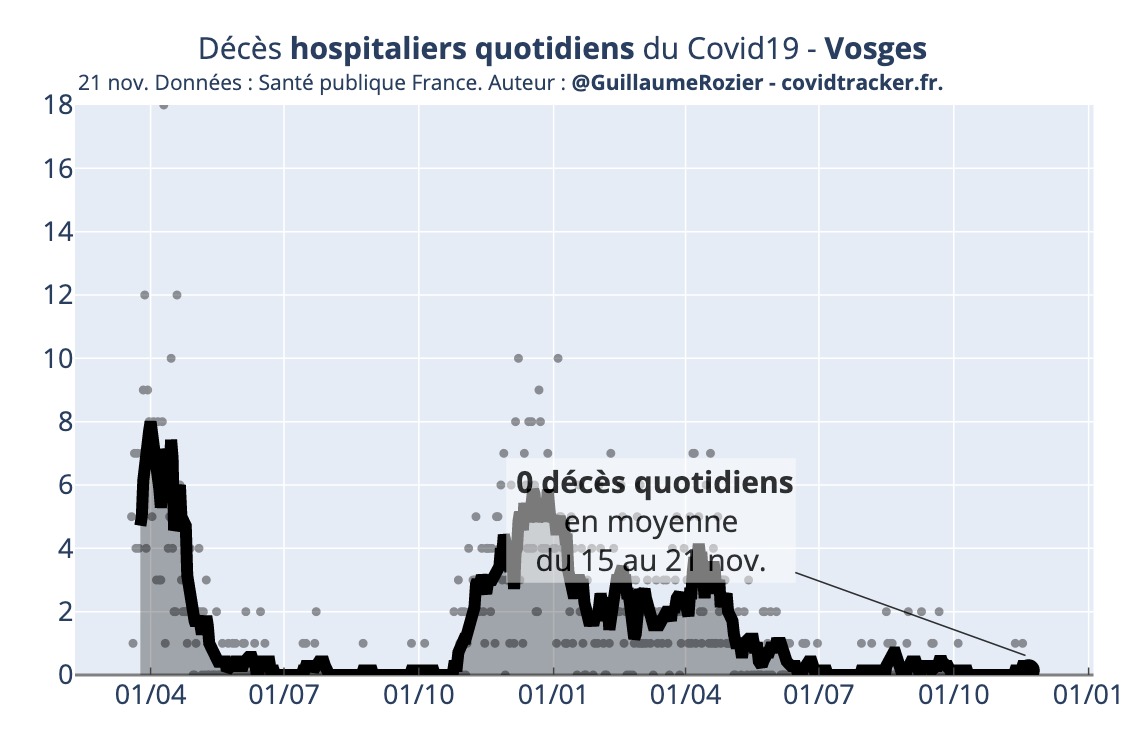 Décès hospitaliers quotidiens du Covid19 - Vosges
21 nov. Données : Santé publique France. Auteur : @GuillaumeRozier - covidtracker.fr.
18
16
14
12
10
8
6
4
2
0
0 décès quotidiens
en moyenne
du 15 au 21 nov.
01/04 01/07 01/10 01/01 01/04 01/07 01/10 01/01